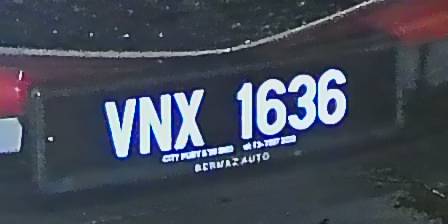 VNX 1636
BERMAZ AUTO